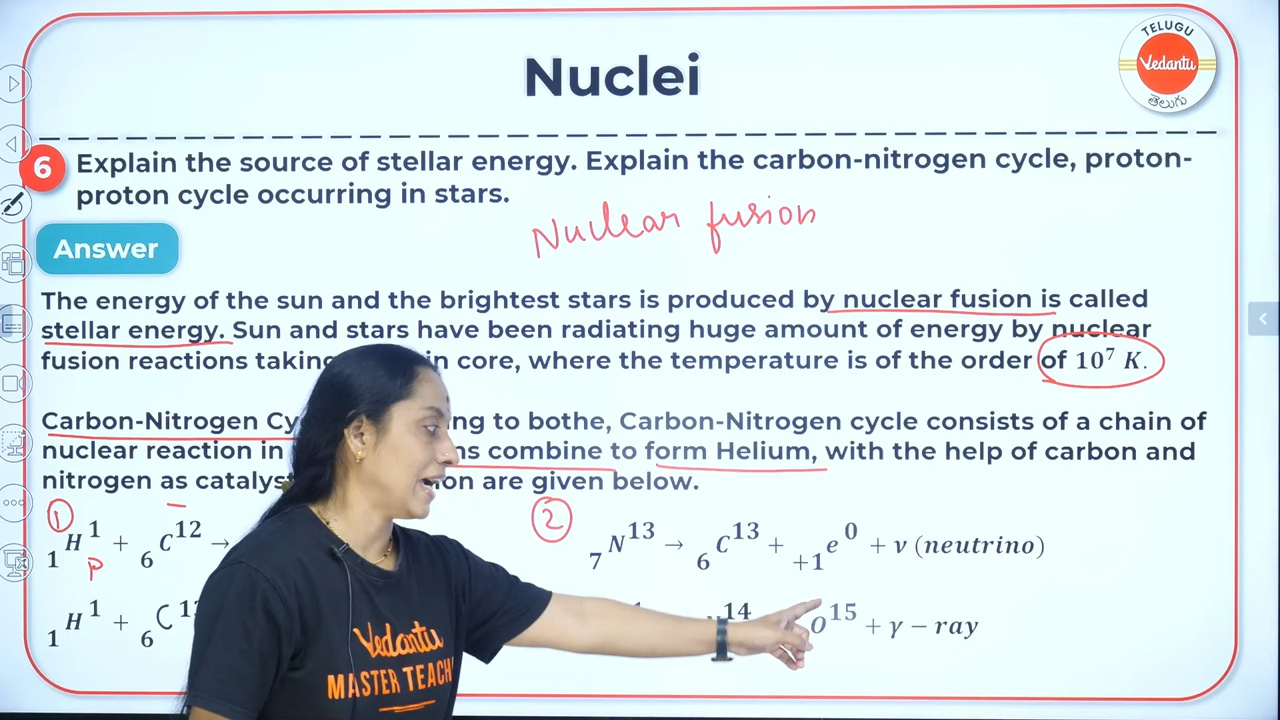 Nuclei
TELUGU
Vedantu
తెలుగు
6 Explain the source of stellar energy. Explain the carbon-nitrogen cycle, proton-
proton cycle occurring in stars.
Nuclear fusion
Answer
The energy of the sun and the brightest stars is produced by nuclear fusion is called
stellar energy. Sun and stars have been radiating huge amount of energy by nuclear
fusion reactions in core, where the temperature is of the order of 10⁷ K.
Carbon-Nitrogen to bothe, Carbon-Nitrogen cycle consists of a chain of
nuclear reaction in combine to form Helium, with the help of carbon and
nitrogen as are given below.
1 2
₁H¹ + ₆C¹² → ₇N¹³ → ₆C¹³ + ₊₁e⁰ + ν (neutrino)
P
₁H¹ + ₆C O¹⁵ + γ − ray
Vedantu
MASTER